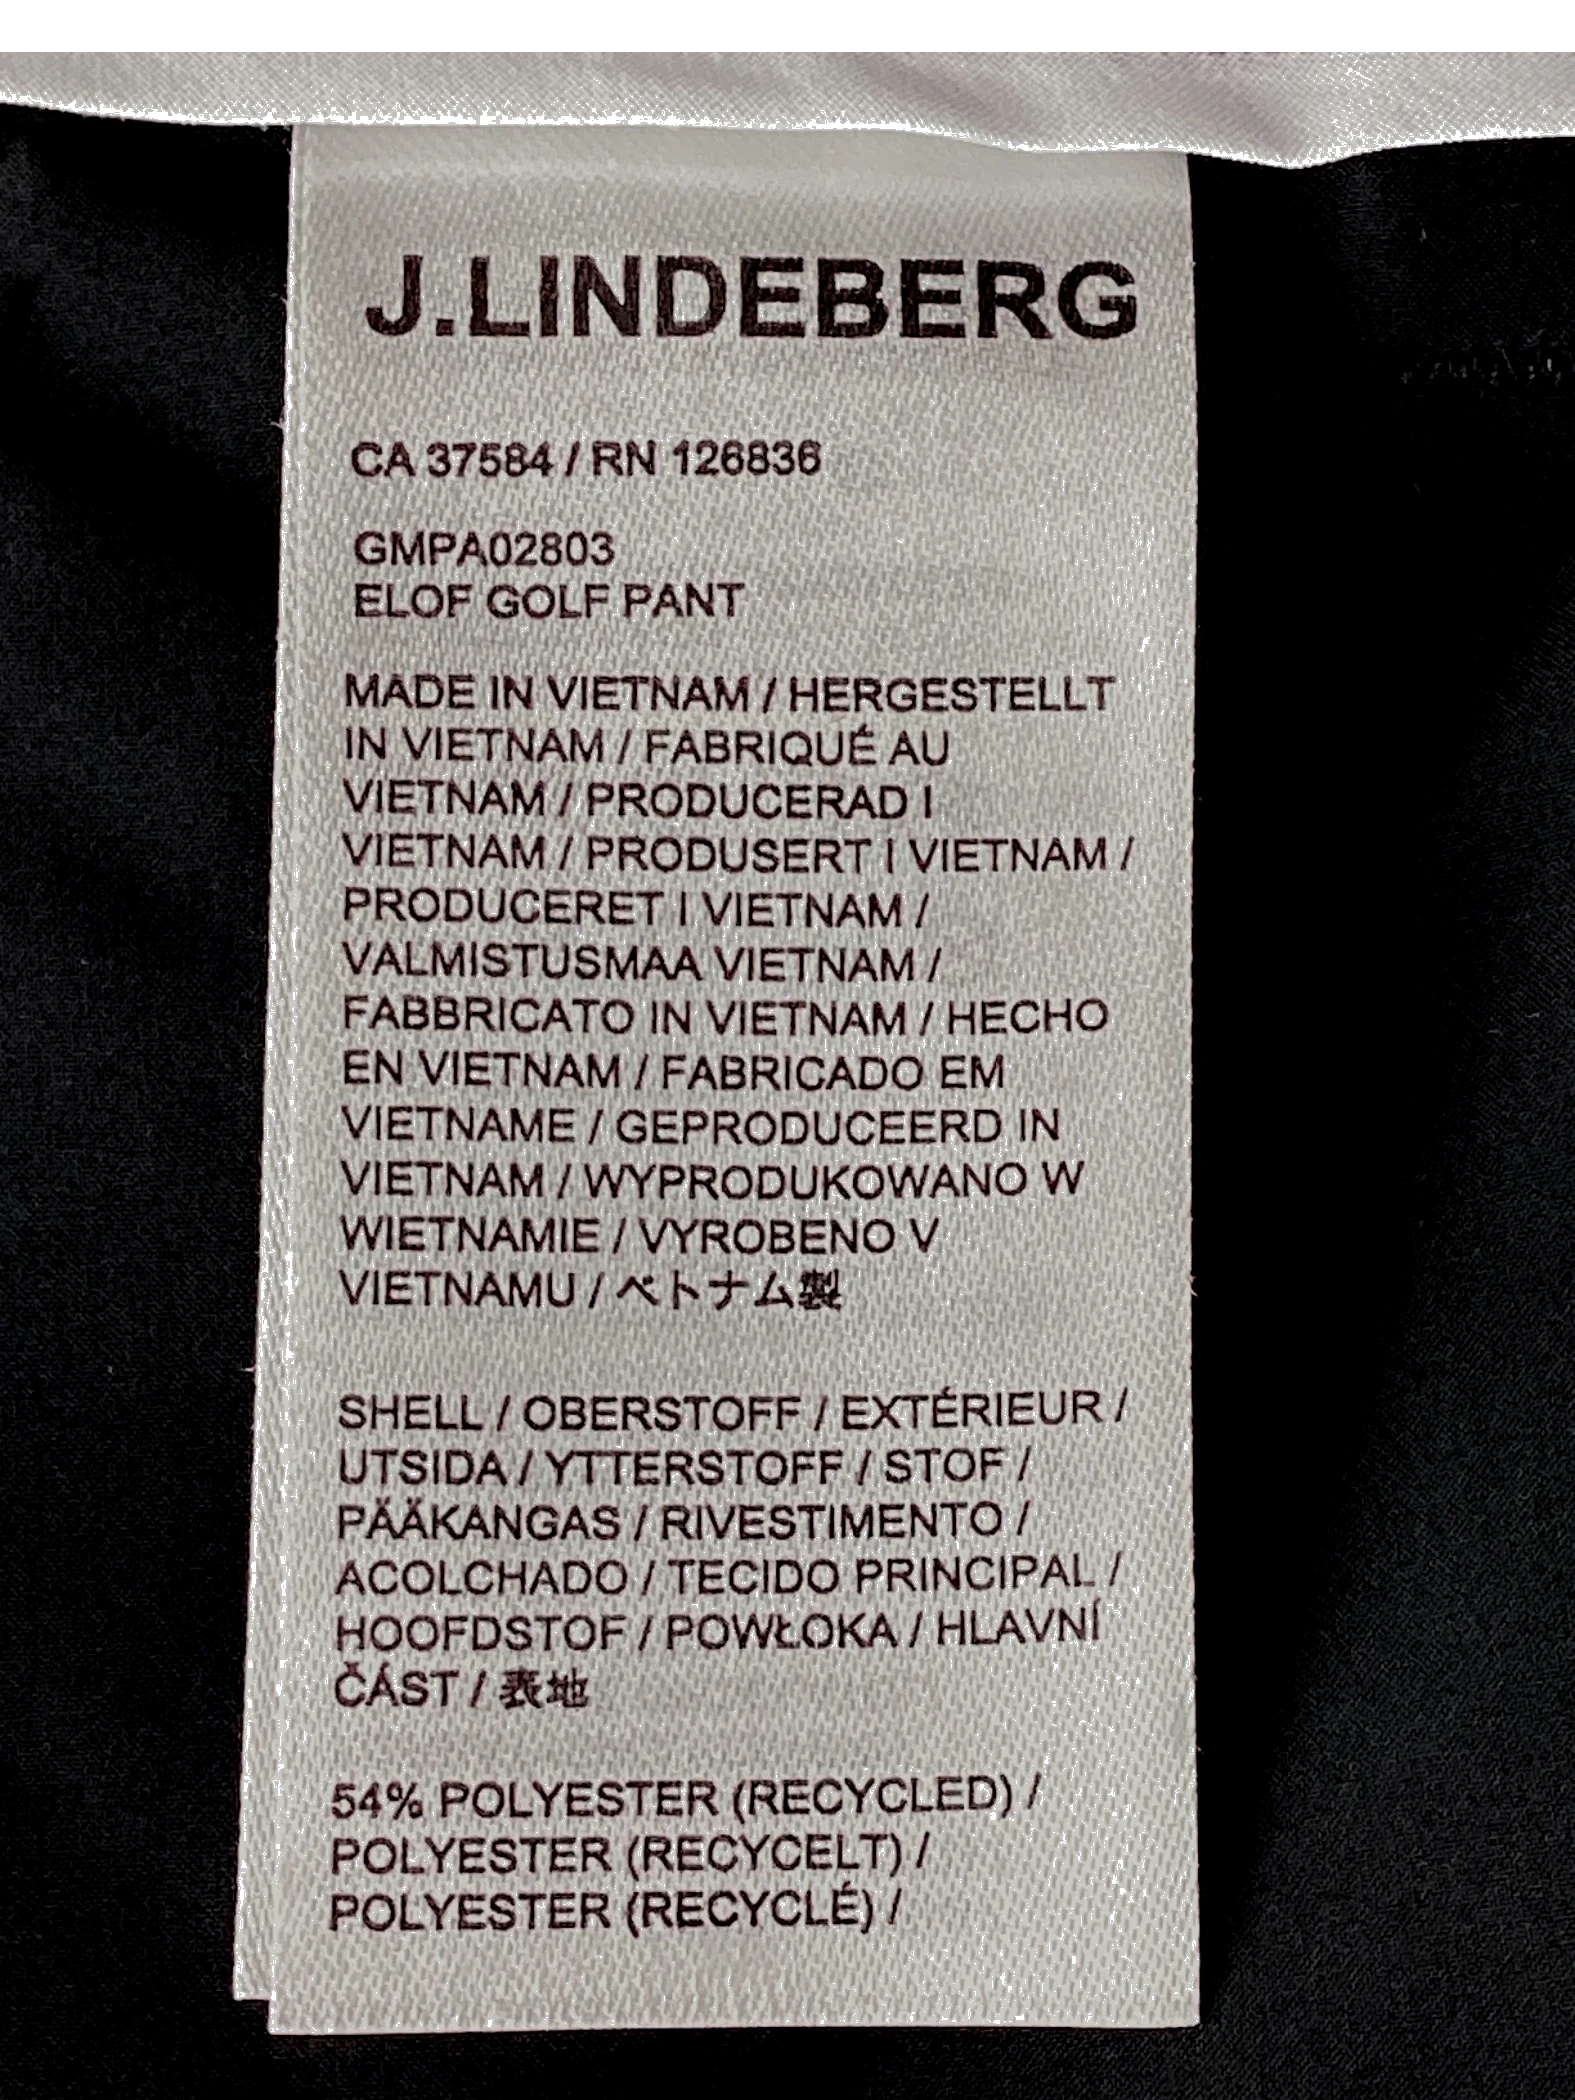 J.LINDEBERG
CA 37584 / RN 126836
GMPA02803
ELOF GOLF PANT
MADE IN VIETNAM / HERGESTELLT
IN VIETNAM / FABRIQUÉ AU
VIETNAM / PRODUCERAD I
VIETNAM / PRODUSERT I VIETNAM /
PRODUCERET I VIETNAM /
VALMISTUSMAA VIETNAM /
FABBRICATO IN VIETNAM / HECHO
EN VIETNAM / FABRICADO EM
VIETNAME / GEPRODUCEERD IN
VIETNAM / WYPRODUKOWANO W
WIETNAMIE / VYROBENO V
VIETNAMU / ベトナム製
SHELL / OBERSTOFF / EXTÉRIEUR /
UTSIDA / YTTERSTOFF / STOF /
PÄÄKANGAS / RIVESTIMENTO /
ACOLCHADO / TECIDO PRINCIPAL /
HOOFDSTOF / POWŁOKA / HLAVNÍ
ČÁST / 表地
54% POLYESTER (RECYCLED) /
POLYESTER (RECYCELT) /
POLYESTER (RECYCLÉ) /